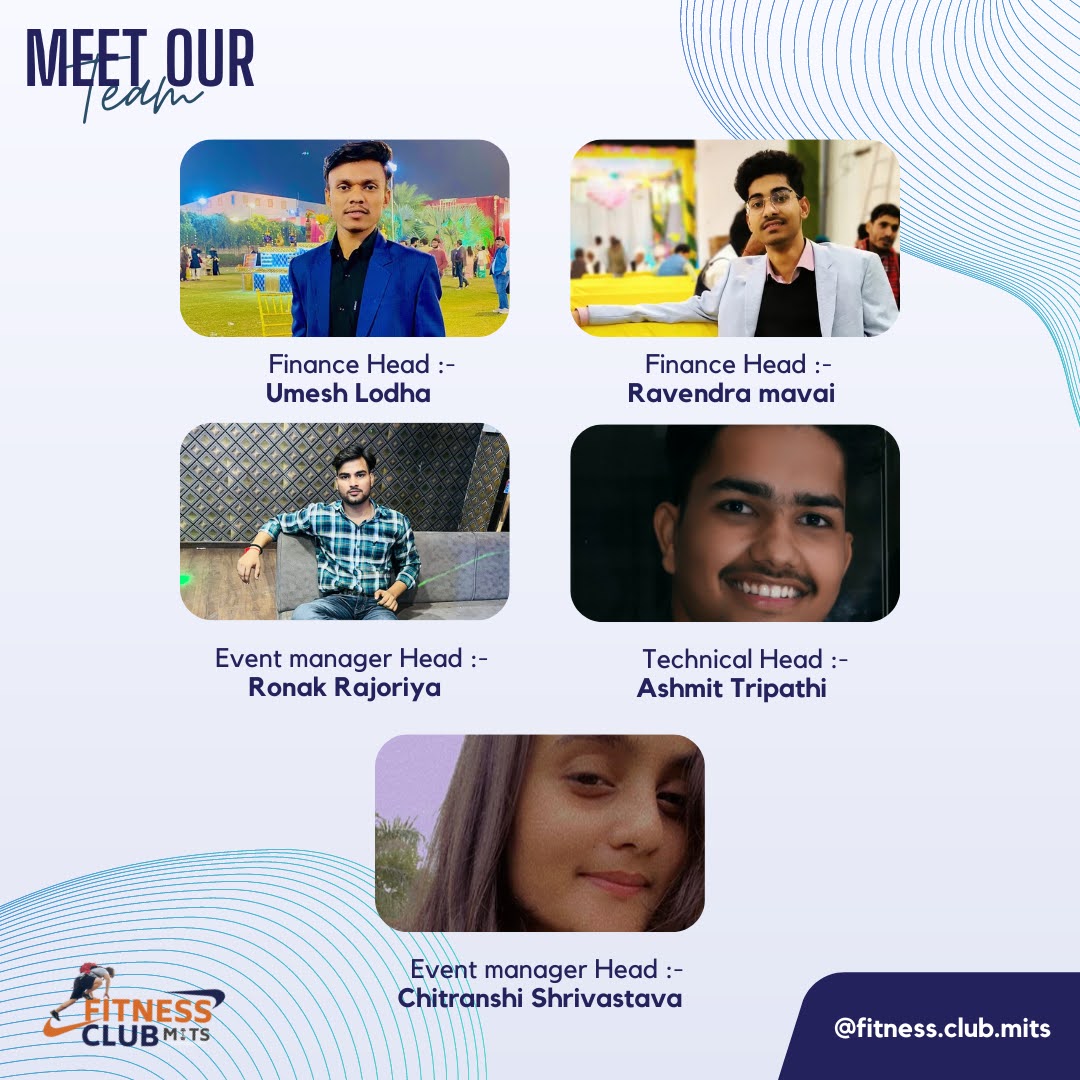 MEET OUR
Team
Finance Head :-
Umesh Lodha
Finance Head :-
Ravendra mavai
Event manager Head :-
Ronak Rajoriya
Technical Head :-
Ashmit Tripathi
Event manager Head :-
Chitranshi Shrivastava
FITNESS
CLUB MITS
@fitness.club.mits